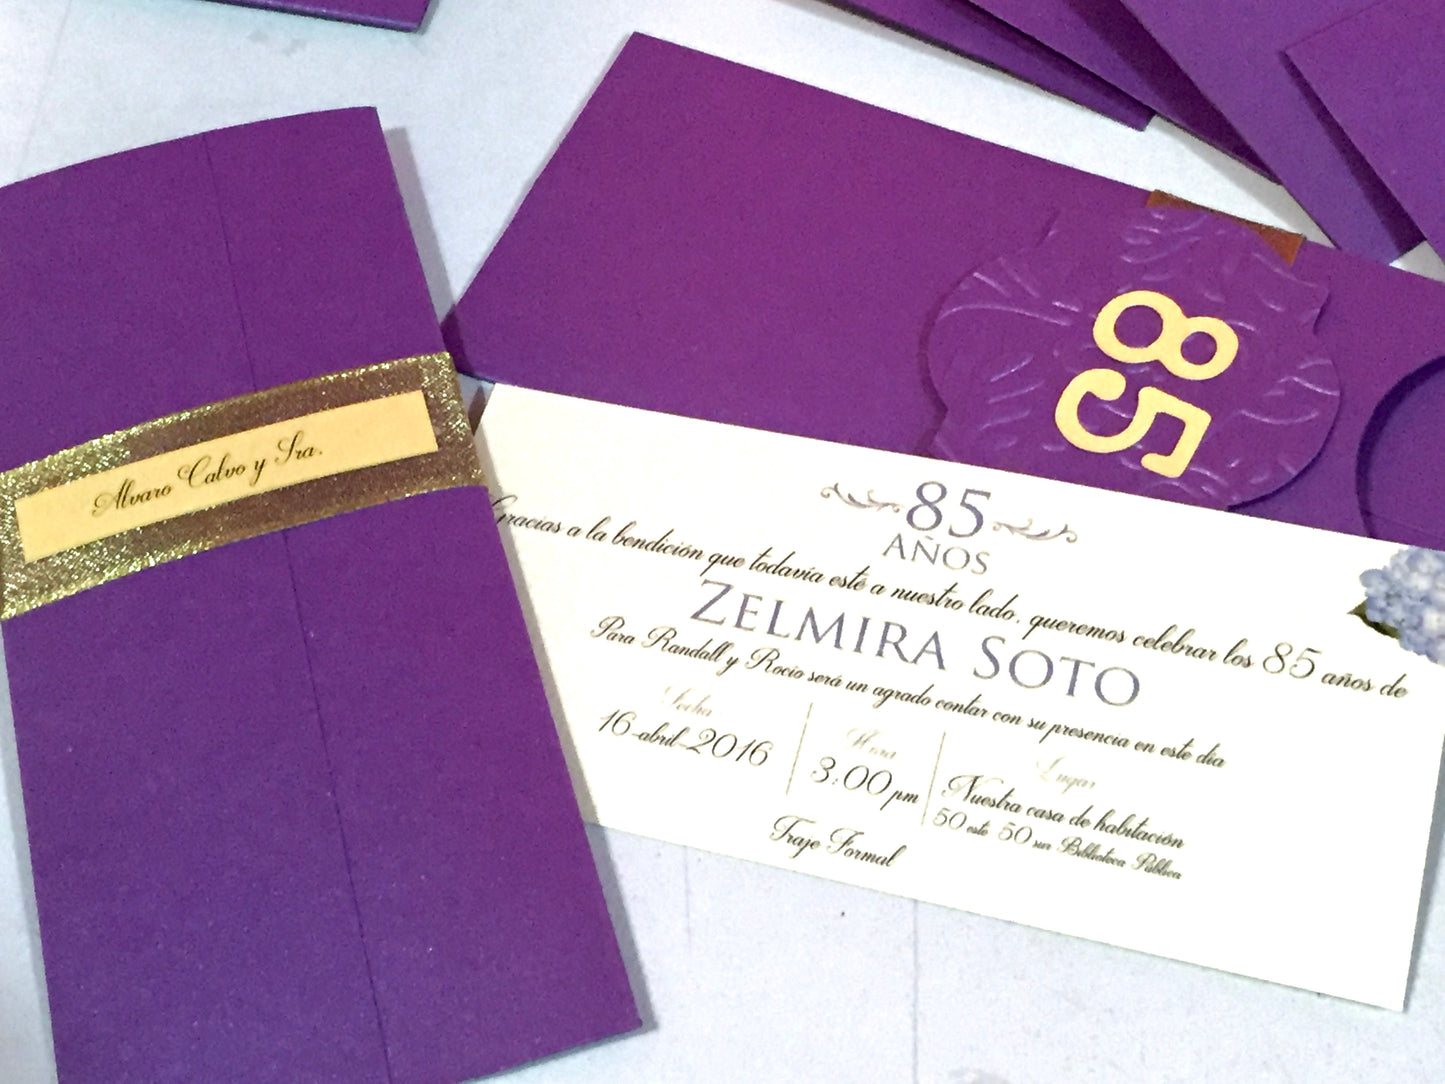 Alvaro Calvo y Sra.
85
85
AÑOS
Gracias a la bendición que todavía esté a nuestro lado, queremos celebrar los 85 años de
ZELMIRA SOTO
Para Randall y Rocío será un agrado contar con su presencia en este día
Fecha
16-abril-2016
Hora
3:00 pm
Lugar
Nuestra casa de habitación
50 este 50 sur Biblioteca Pública
Traje Formal